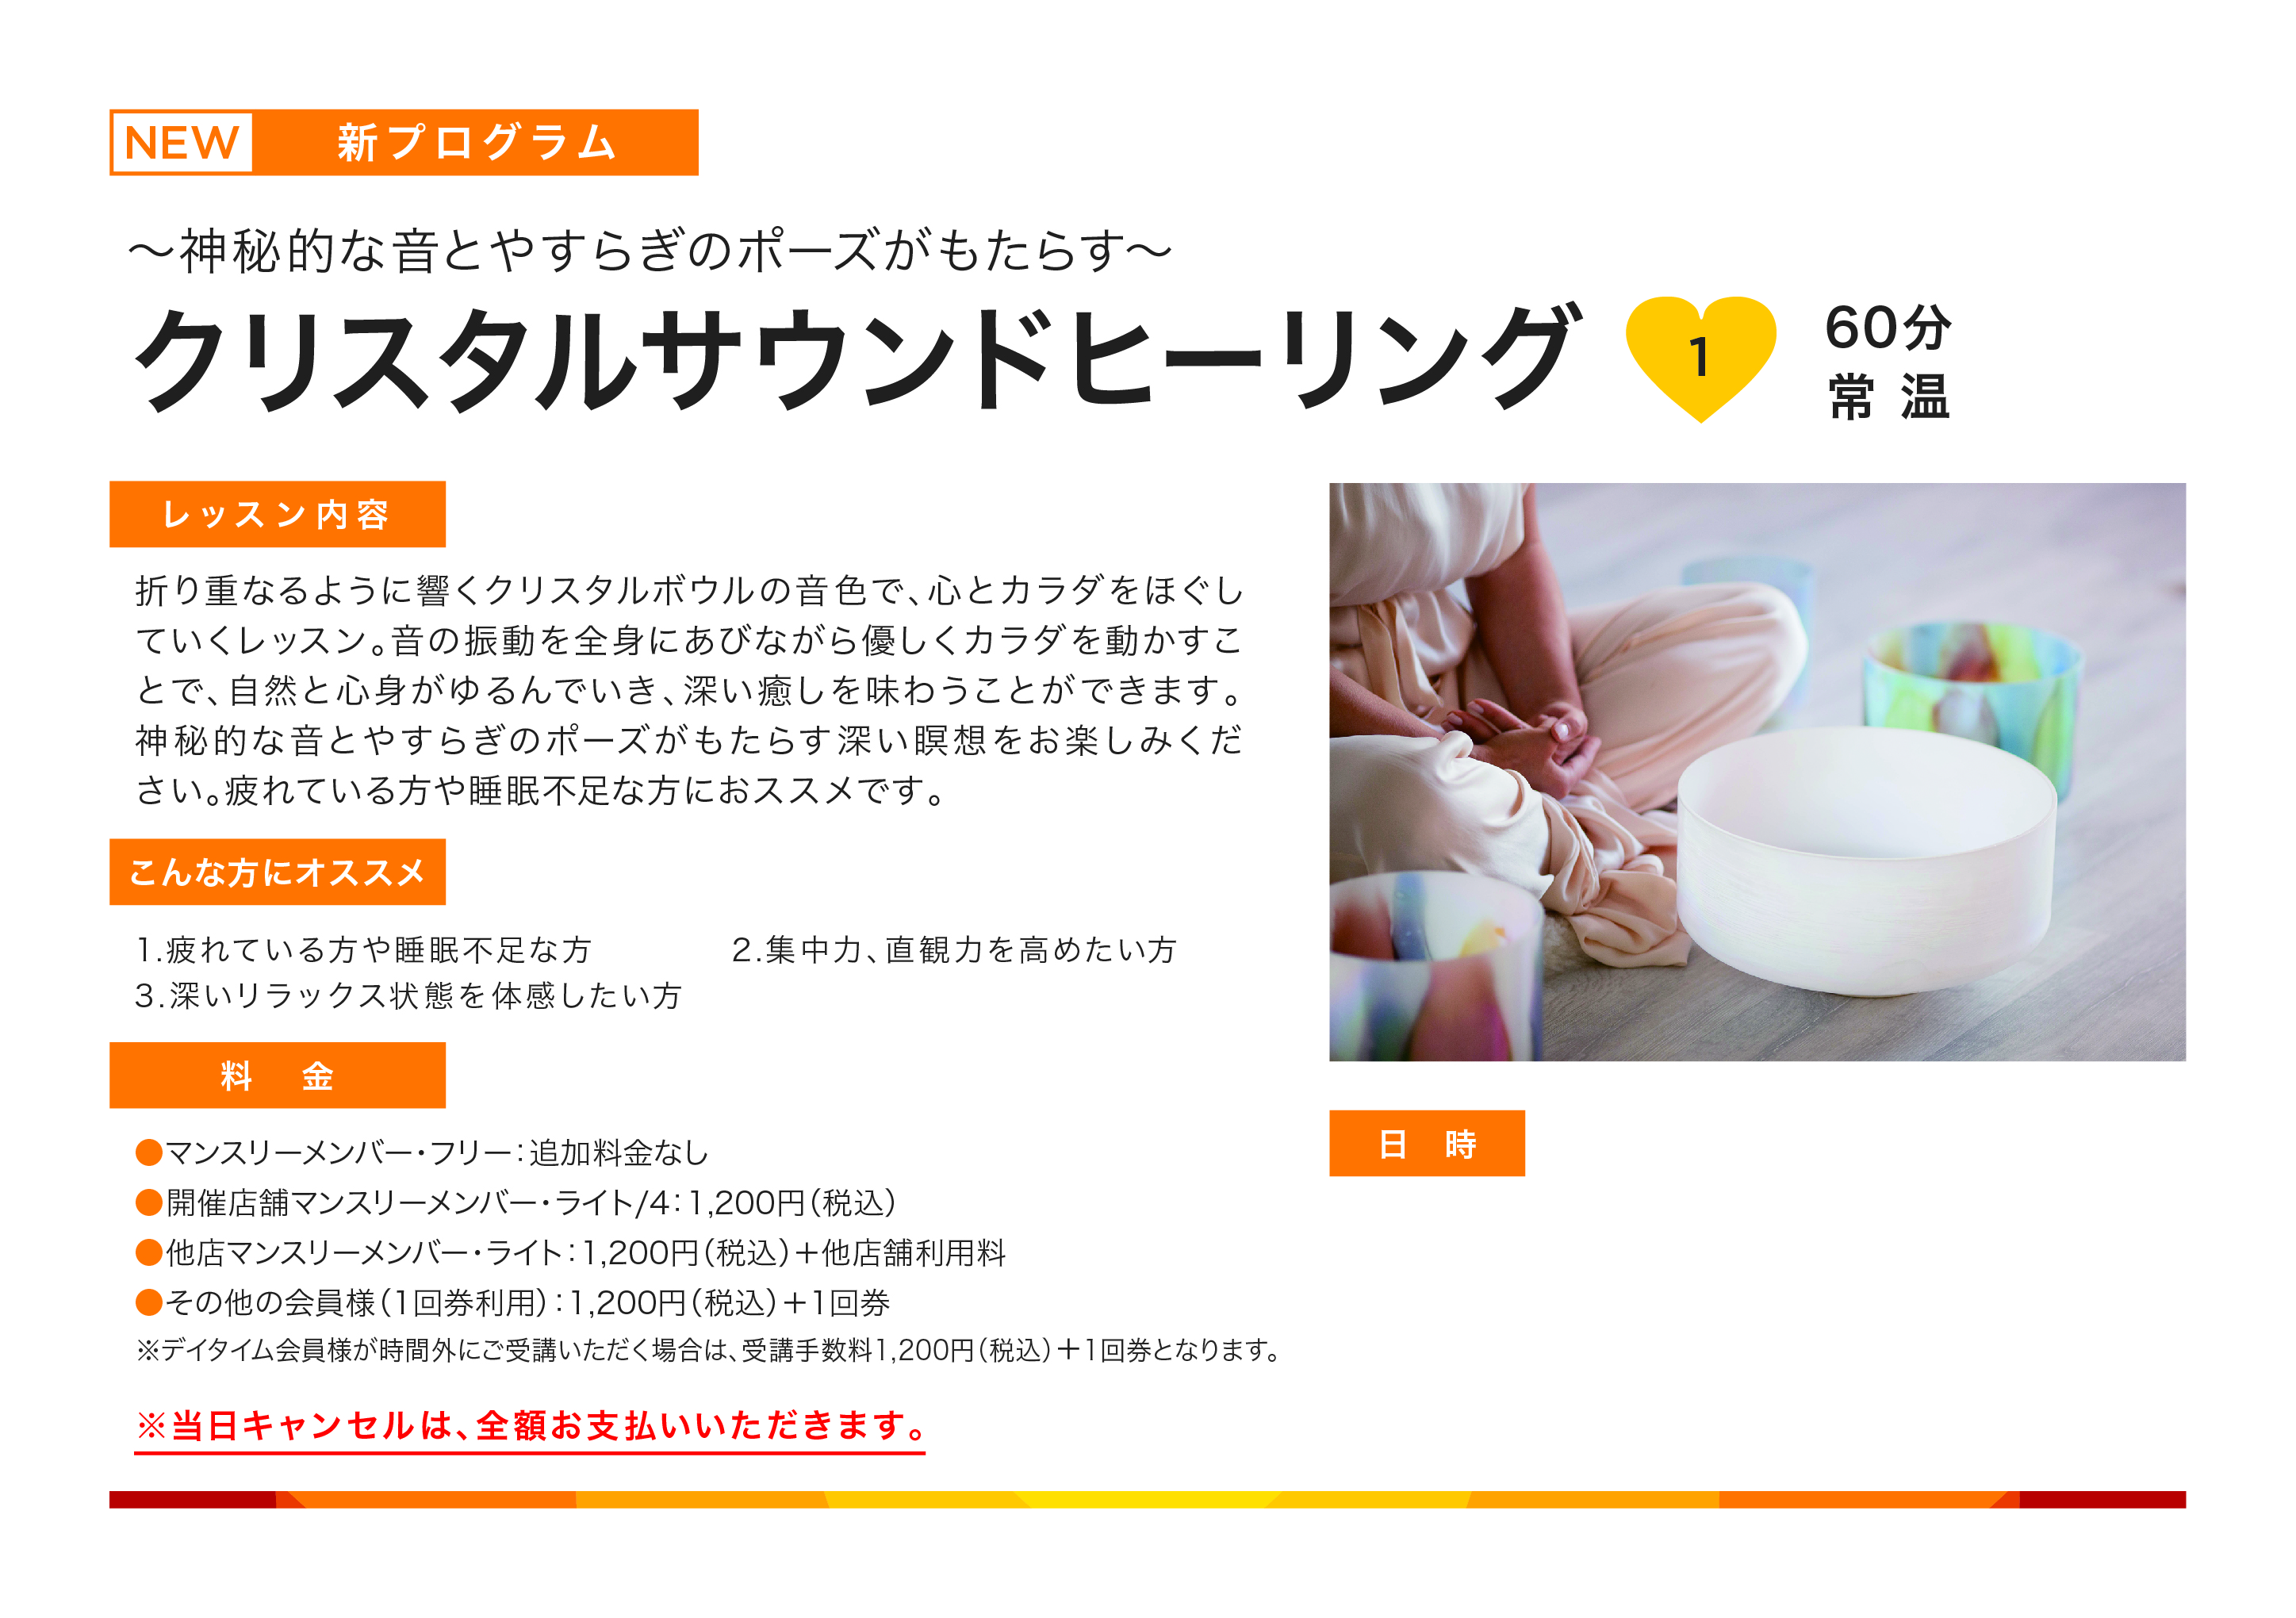 NEW 新プログラム
～神秘的な音とやすらぎのポーズがもたらす～
クリスタルサウンドヒーリング
1
60分
常 温
レッスン内容
折り重なるように響くクリスタルボウルの音色で、心とカラダをほぐし
ていくレッスン。音の振動を全身にあびながら優しくカラダを動かすこ
とで、自然と心身がゆるんでいき、深い癒しを味わうことができます。
神秘的な音とやすらぎのポーズがもたらす深い瞑想をお楽しみくだ
さい。疲れている方や睡眠不足な方におススメです。
こんな方にオススメ
1.疲れている方や睡眠不足な方 2.集中力、直観力を高めたい方
3.深いリラックス状態を体感したい方
料 金
●マンスリーメンバー・フリー：追加料金なし
●開催店舗マンスリーメンバー・ライト/4：1,200円（税込）
●他店マンスリーメンバー・ライト：1,200円（税込）＋他店舗利用料
●その他の会員様（1回券利用）：1,200円（税込）＋1回券
※デイタイム会員様が時間外にご受講いただく場合は、受講手数料1,200円（税込）＋1回券となります。
※当日キャンセルは、全額お支払いいただきます。
日 時